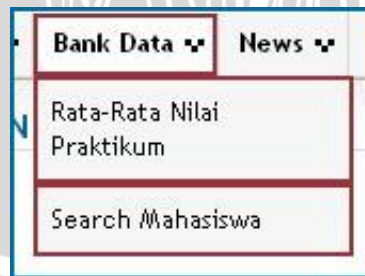 Bank Data News
N
Rata-Rata Nilai
Praktikum
Search Mahasiswa